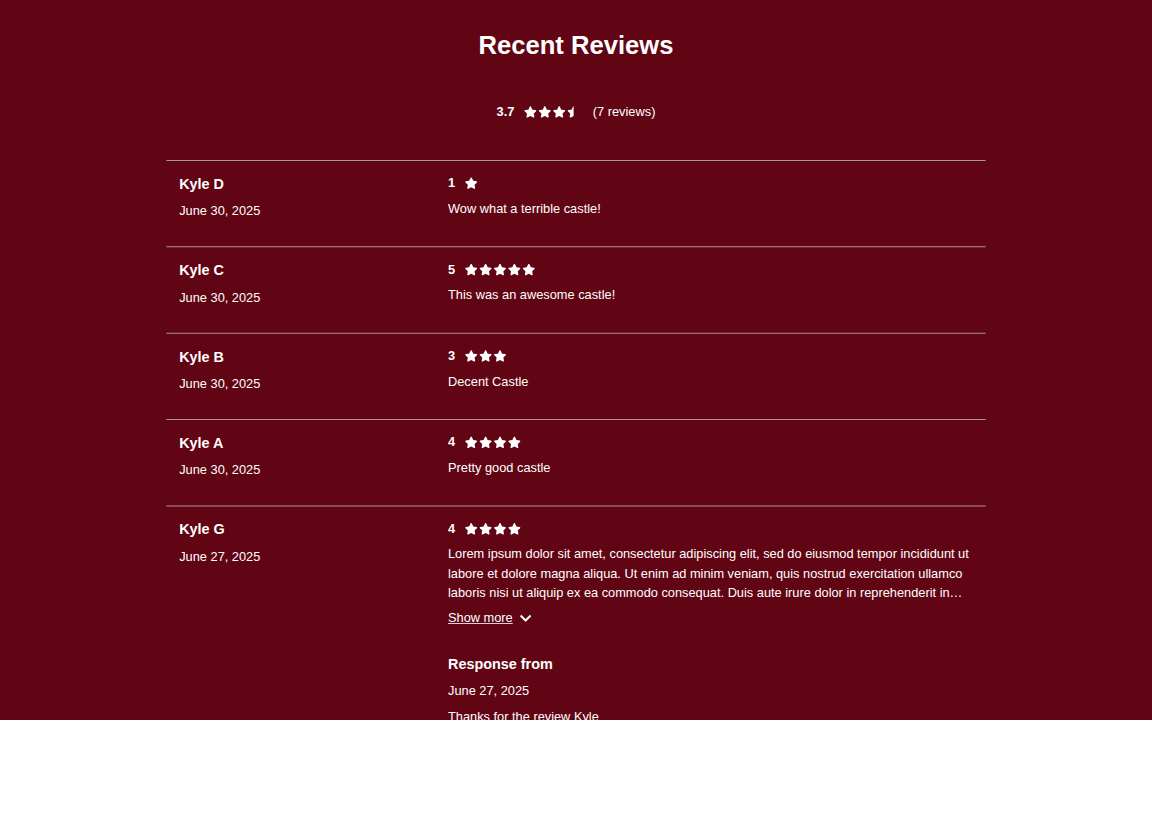 Recent Reviews
3.7 (7 reviews)
Kyle D
June 30, 2025
1
Wow what a terrible castle!
Kyle C
June 30, 2025
5
This was an awesome castle!
Kyle B
June 30, 2025
3
Decent Castle
Kyle A
June 30, 2025
4
Pretty good castle
Kyle G
June 27, 2025
4
Lorem ipsum dolor sit amet, consectetur adipiscing elit, sed do eiusmod tempor incididunt ut
labore et dolore magna aliqua. Ut enim ad minim veniam, quis nostrud exercitation ullamco
laboris nisi ut aliquip ex ea commodo consequat. Duis aute irure dolor in reprehenderit in…
Show more
Response from
June 27, 2025
Thanks for the review Kyle